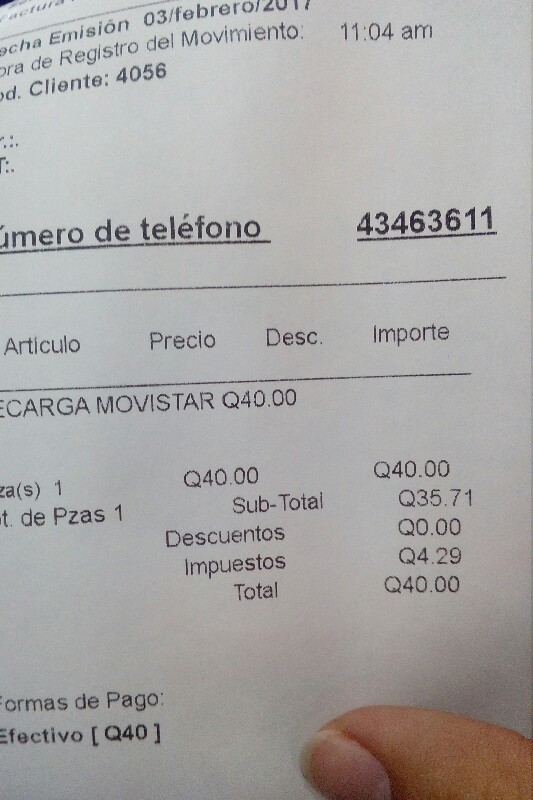 actura
echa Emisión 03/febrero/2017
ora de Registro del Movimiento: 11:04 am
od. Cliente: 4056
r.:.
T:.
úmero de teléfono 43463611
Articulo Precio Desc. Importe
ECARGA MOVISTAR Q40.00
za(s) 1 Q40.00 Q40.00
t. de Pzas 1 Sub-Total Q35.71
Descuentos Q0.00
Impuestos Q4.29
Total Q40.00
Formas de Pago:
Efectivo [ Q40 ]